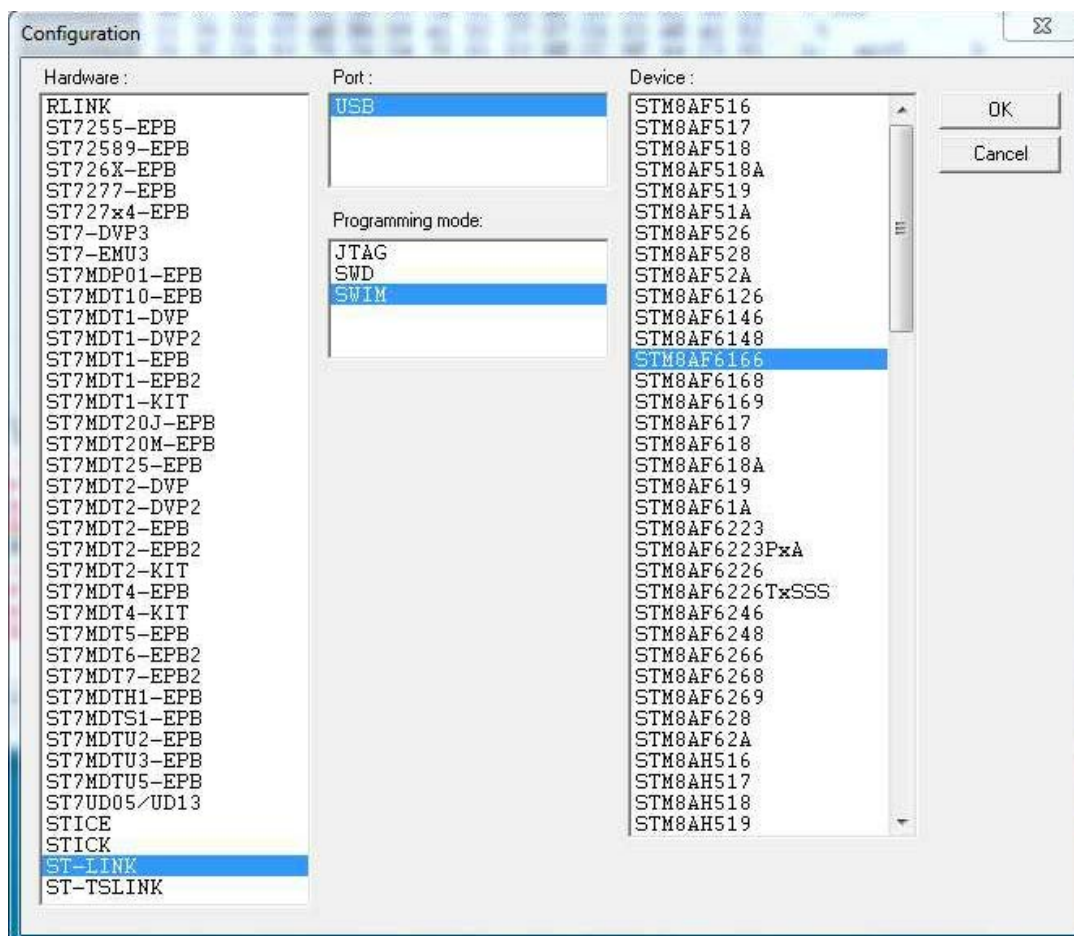 Configuration
Hardware :
RLINK
ST7255-EPB
ST72589-EPB
ST726X-EPB
ST7277-EPB
ST727x4-EPB
ST7-DVP3
ST7-EMU3
ST7MDP01-EPB
ST7MDT10-EPB
ST7MDT1-DVP
ST7MDT1-DVP2
ST7MDT1-EPB
ST7MDT1-EPB2
ST7MDT1-KIT
ST7MDT20J-EPB
ST7MDT20M-EPB
ST7MDT25-EPB
ST7MDT2-DVP
ST7MDT2-DVP2
ST7MDT2-EPB
ST7MDT2-EPB2
ST7MDT2-KIT
ST7MDT4-EPB
ST7MDT4-KIT
ST7MDT5-EPB
ST7MDT6-EPB2
ST7MDT7-EPB2
ST7MDTH1-EPB
ST7MDTS1-EPB
ST7MDTU2-EPB
ST7MDTU3-EPB
ST7MDTU5-EPB
ST7UD05/UD13
STICE
STICK
ST-LINK
ST-TSLINK
Port :
USB
Programming mode:
JTAG
SWD
SWIM
Device :
STM8AF516
STM8AF517
STM8AF518
STM8AF518A
STM8AF519
STM8AF51A
STM8AF526
STM8AF528
STM8AF52A
STM8AF6126
STM8AF6146
STM8AF6148
STM8AF6166
STM8AF6168
STM8AF6169
STM8AF617
STM8AF618
STM8AF618A
STM8AF619
STM8AF61A
STM8AF6223
STM8AF6223PxA
STM8AF6226
STM8AF6226TxSSS
STM8AF6246
STM8AF6248
STM8AF6266
STM8AF6268
STM8AF6269
STM8AF628
STM8AF62A
STM8AH516
STM8AH517
STM8AH518
STM8AH519
OK
Cancel